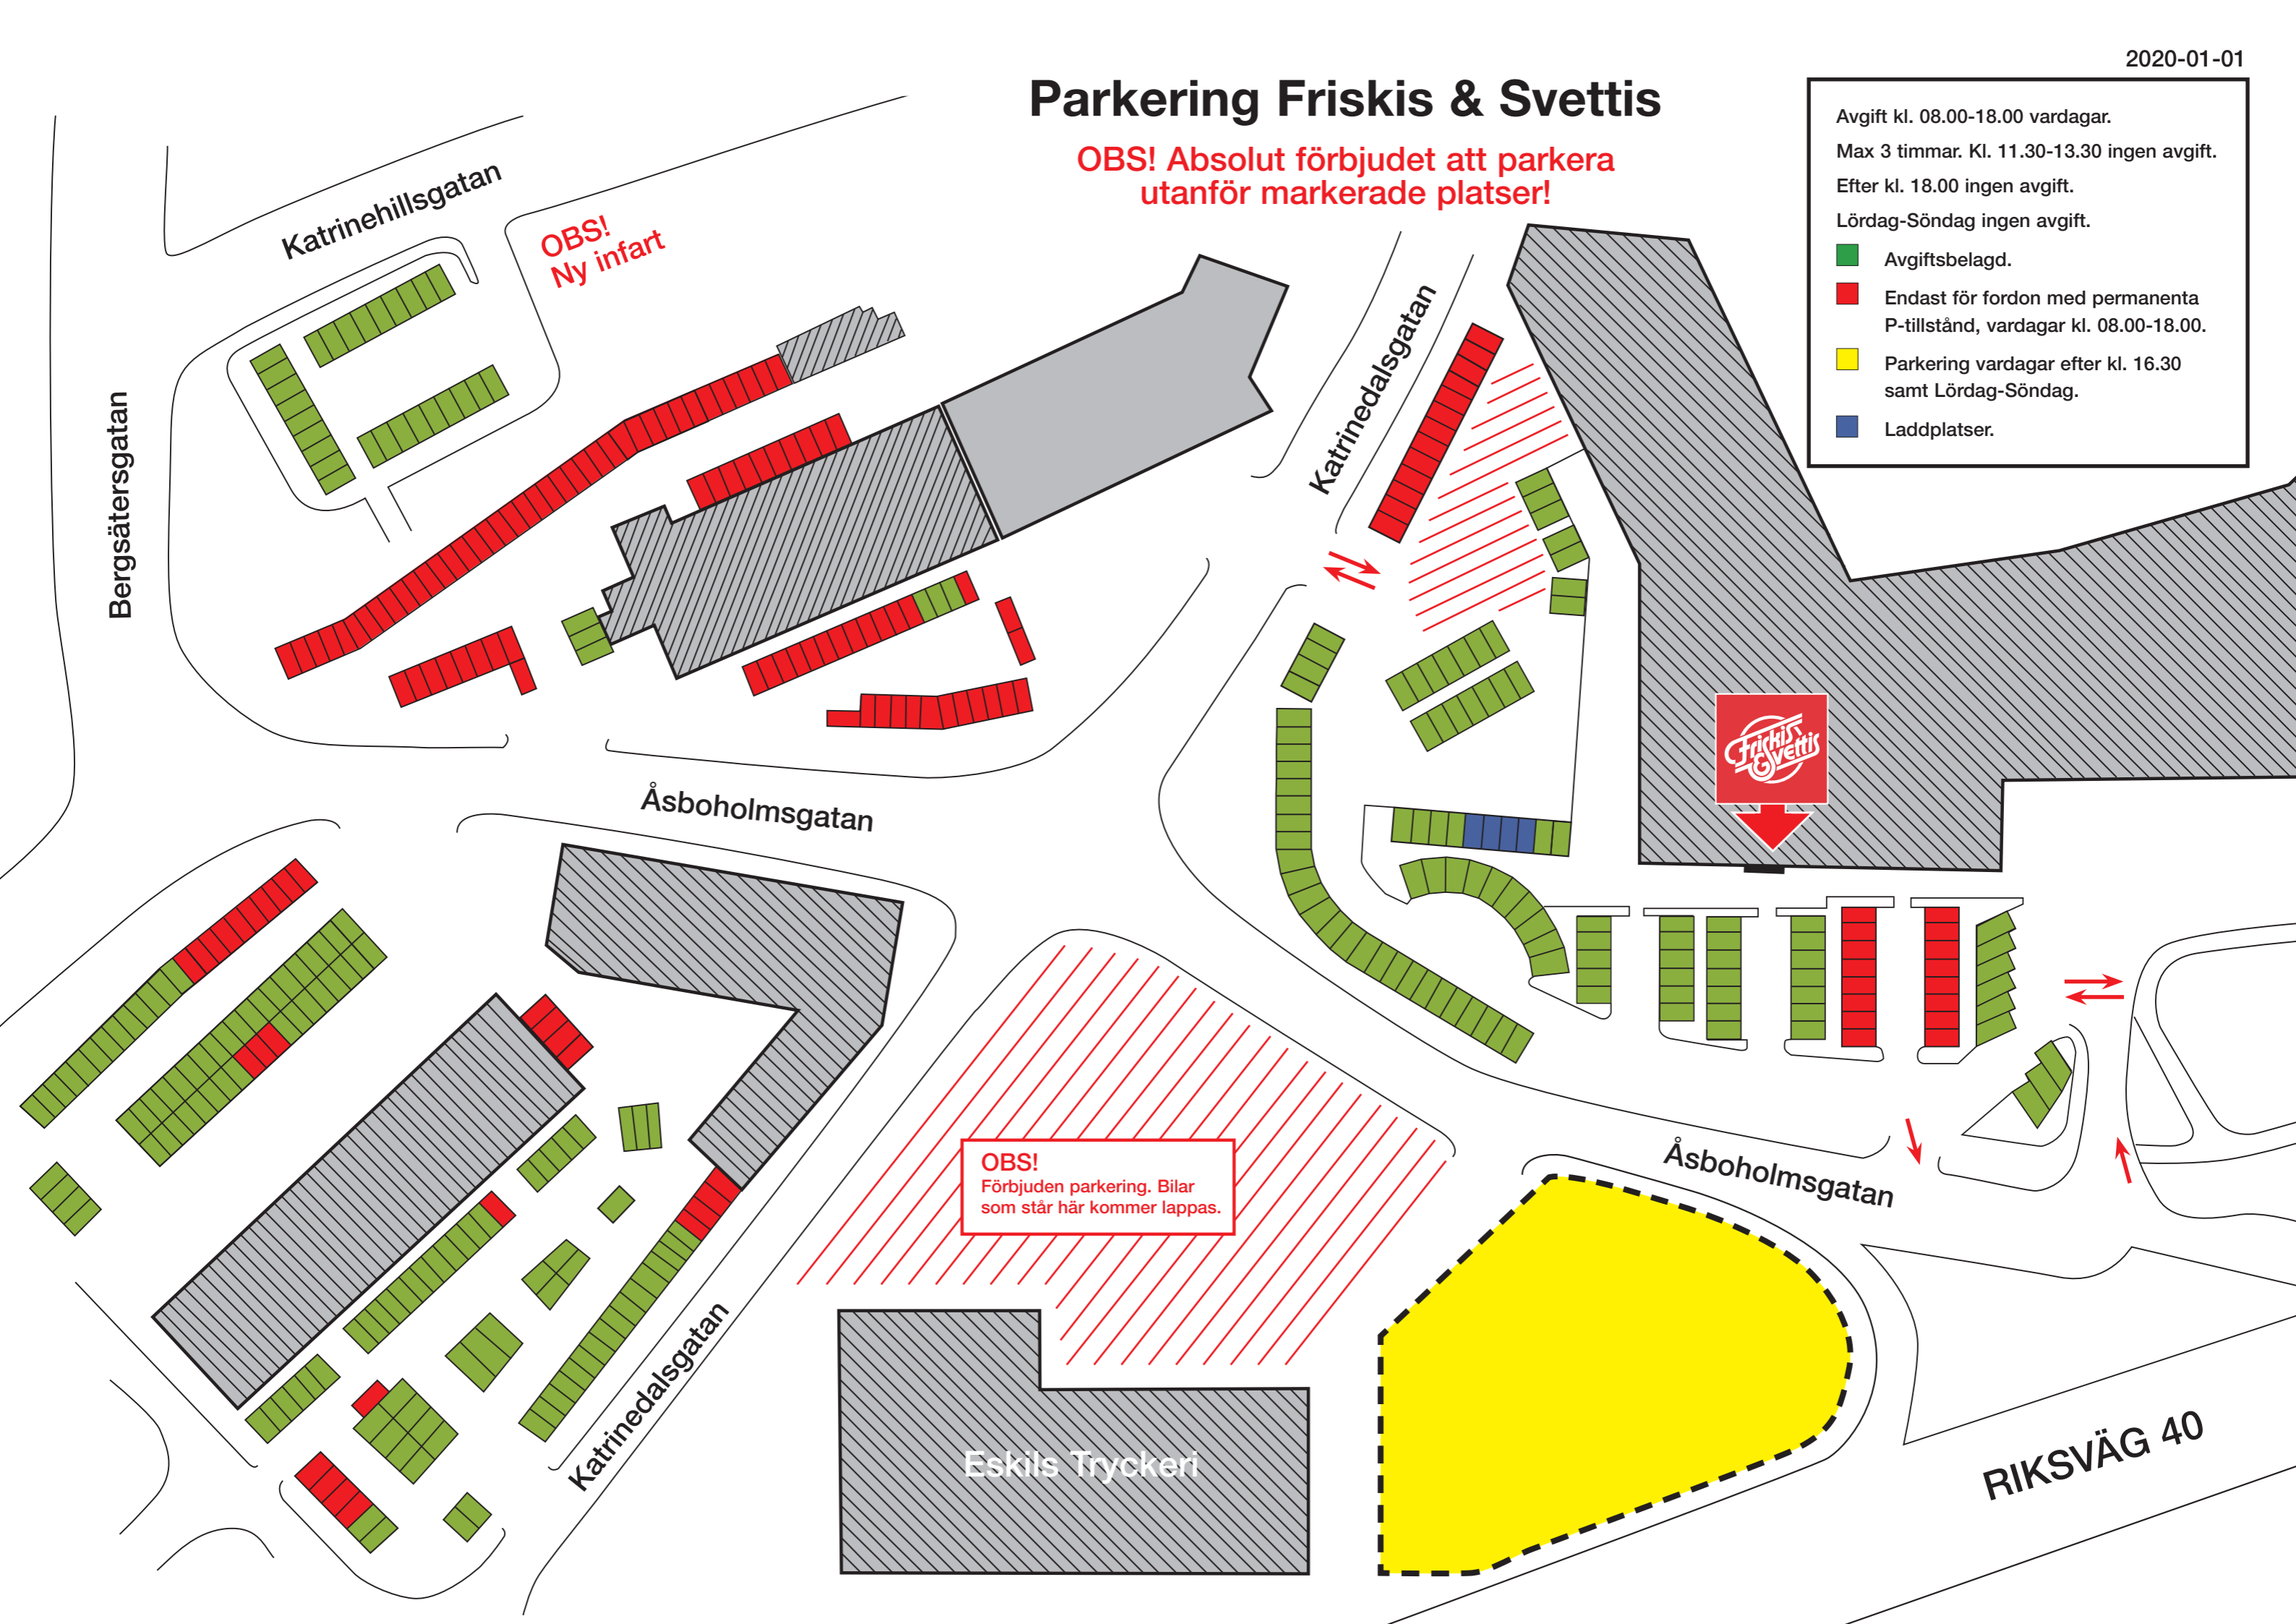 2020-01-01
Parkering Friskis & Svettis
OBS! Absolut förbjudet att parkera
utanför markerade platser!
Avgift kl. 08.00-18.00 vardagar.
Max 3 timmar. Kl. 11.30-13.30 ingen avgift.
Efter kl. 18.00 ingen avgift.
Lördag-Söndag ingen avgift.
Avgiftsbelagd.
Endast för fordon med permanenta
P-tillstånd, vardagar kl. 08.00-18.00.
Parkering vardagar efter kl. 16.30
samt Lördag-Söndag.
Laddplatser.
Katrinehillsgatan
OBS!
Ny infart
Bergsätersgatan
Katrinedalsgatan
Friskis
& Svettis
Åsboholmsgatan
OBS!
Förbjuden parkering. Bilar
som står här kommer lappas.
Åsboholmsgatan
Katrinedalsgatan
Eskils Tryckeri
RIKSVÄG 40